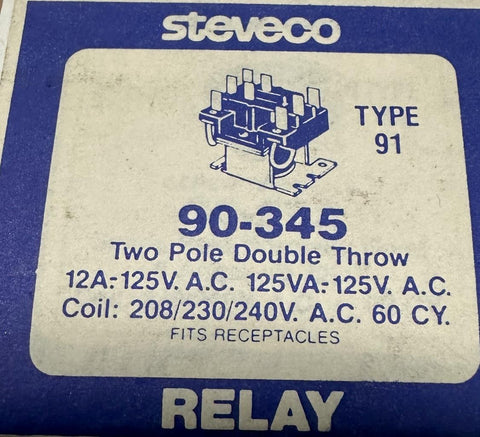 steveco
TYPE
91
90-345
Two Pole Double Throw
12A-125V. A.C. 125VA-125V. A.C.
Coil: 208/230/240V. A.C. 60 CY.
FITS RECEPTACLES
RELAY